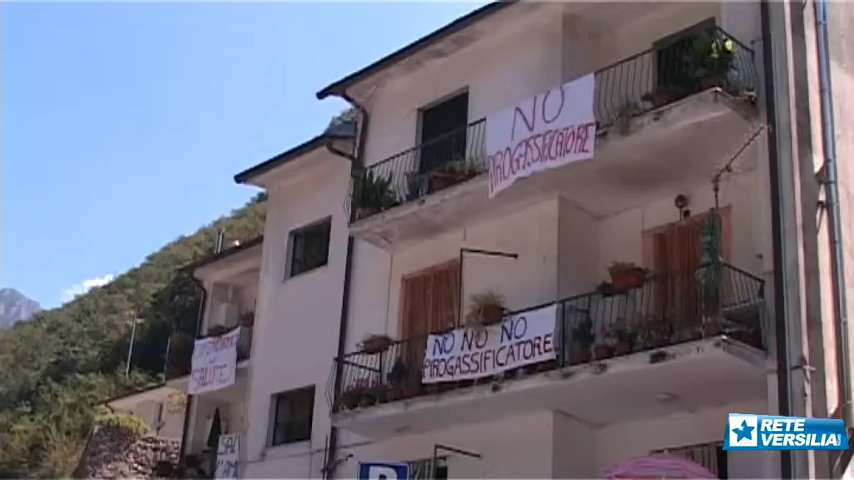 NO
PIROGASSIFICATORE
NO NO NO
PIROGASSIFICATORE
SALUTE
P
RETE
VERSILIA